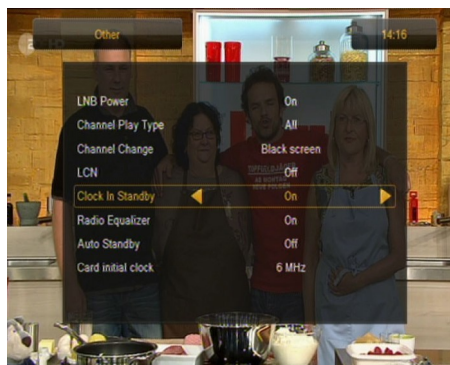 Other
14:16
LNB Power On
Channel Play Type All
Channel Change Black screen
LCN Off
Clock In Standby On
Radio Equalizer On
Auto Standby Off
Card initial clock 6 MHz